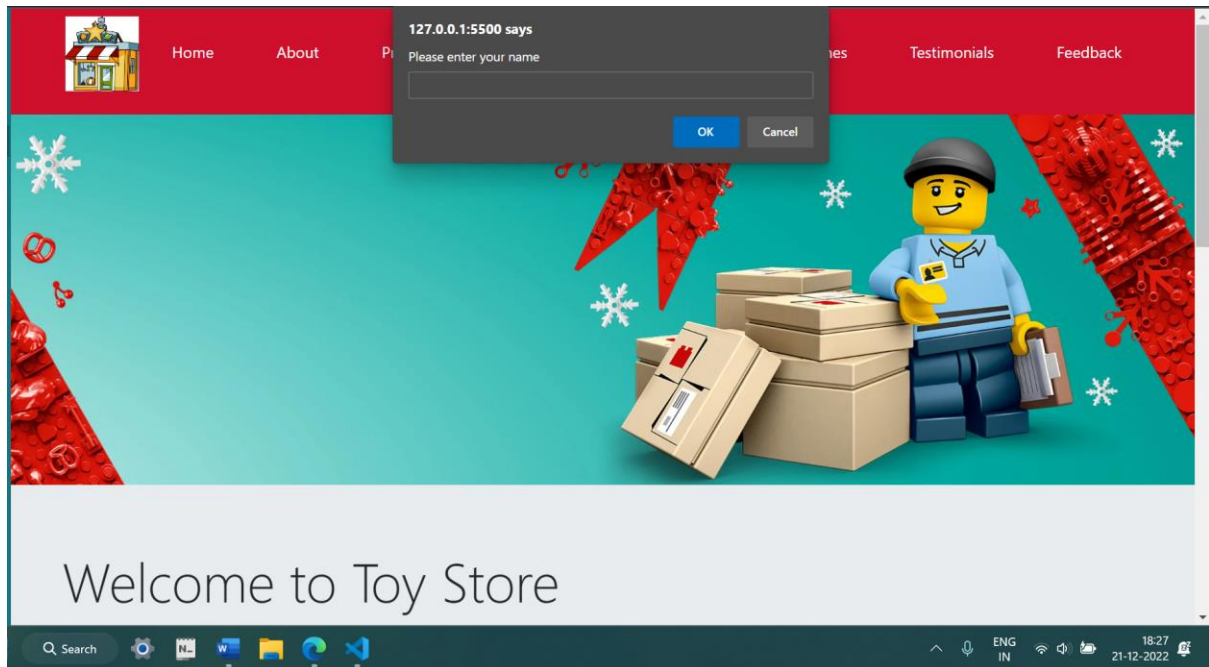 127.0.0.1:5500 says
Please enter your name
OK Cancel
Home About Testimonials Feedback
Welcome to Toy Store
Search
ENG
IN
18:27
21-12-2022